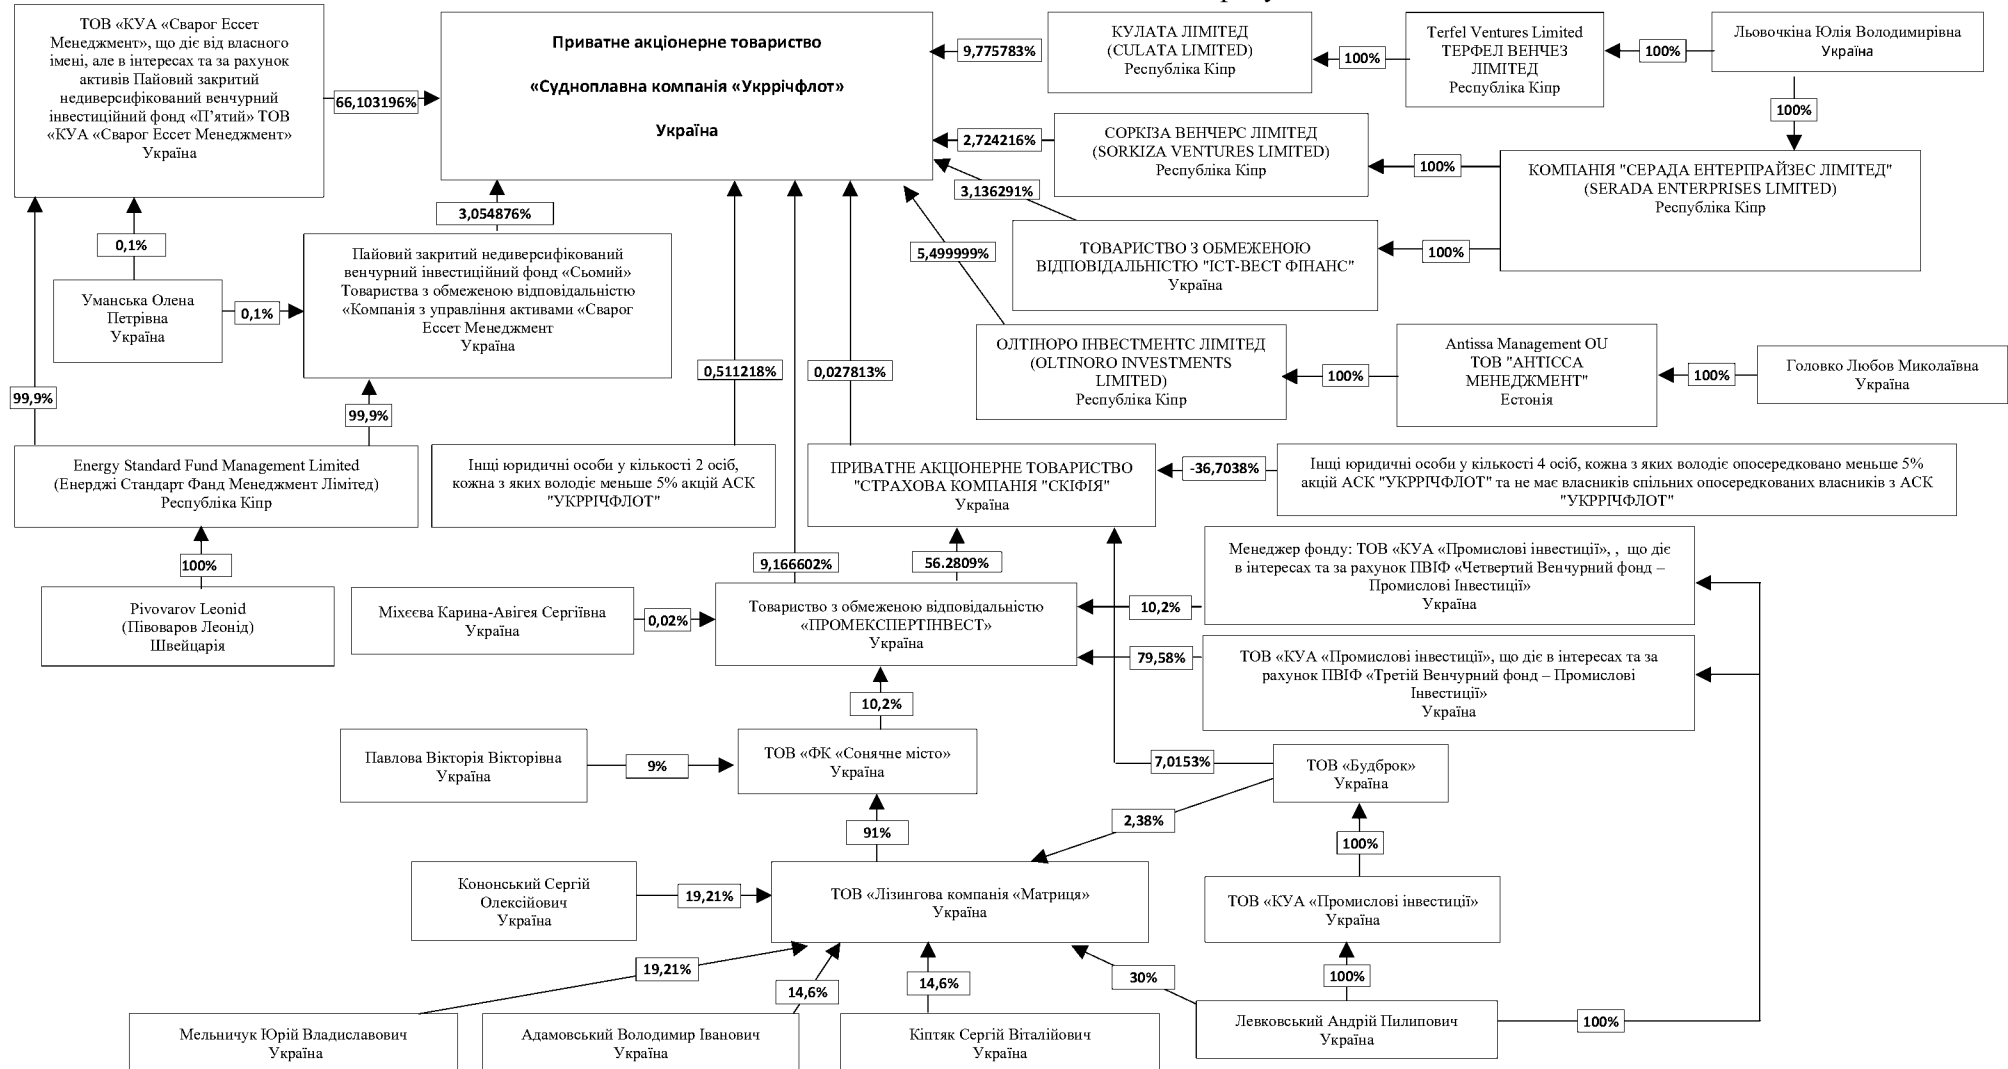 ТОВ «КУА «Сварог Ессет
Менеджмент», що діє від власного
імені, але в інтересах та за рахунок
активів Пайовий закритий
недиверсифікований венчурний
інвестиційний фонд «П'ятий» ТОВ
«КУА «Сварог Ессет Менеджмент»
Україна
66,103196%
Приватне акціонерне товариство
«Судноплавна компанія «Укррічфлот»
Україна
9,775783%
КУЛАТА ЛІМІТЕД
(CULATA LIMITED)
Республіка Кіпр
100%
Terfel Ventures Limited
ТЕРФЕЛ ВЕНЧЕЗ
ЛІМІТЕД
Республіка Кіпр
100%
Льовочкіна Юлія Володимирівна
Україна
100%
2,724216%
СОРКІЗА ВЕНЧЕРС ЛІМІТЕД
(SORKIZA VENTURES LIMITED)
Республіка Кіпр
100%
КОМПАНІЯ "СЕРАДА ЕНТЕРПРАЙЗЕС ЛІМІТЕД"
(SERADA ENTERPRISES LIMITED)
Республіка Кіпр
3,136291%
ТОВАРИСТВО З ОБМЕЖЕНОЮ
ВІДПОВІДАЛЬНІСТЮ "ІСТ-ВЕСТ ФІНАНС"
Україна
100%
3,054876%
0,1%
Пайовий закритий недиверсифікований
венчурний інвестиційний фонд «Сьомий»
Товариства з обмеженою відповідальністю
«Компанія з управління активами «Сварог
Ессет Менеджмент
Україна
Уманська Олена
Петрівна
Україна
0,1%
5,499999%
ОЛТІНОРО ІНВЕСТМЕНТС ЛІМІТЕД
(OLTINORO INVESTMENTS
LIMITED)
Республіка Кіпр
100%
Antissa Management OU
ТОВ "АНТІССА
МЕНЕДЖМЕНТ"
Естонія
100%
Головко Любов Миколаївна
Україна
0,511218%
0,027813%
99,9%
99,9%
Energy Standard Fund Management Limited
(Енерджі Стандарт Фанд Менеджмент Лімітед)
Республіка Кіпр
Інщі юридичні особи у кількості 2 осіб,
кожна з яких володіє меньше 5% акцій АСК
"УКРРІЧФЛОТ"
ПРИВАТНЕ АКЦІОНЕРНЕ ТОВАРИСТВО
"СТРАХОВА КОМПАНІЯ "СКІФІЯ"
Україна
-36,7038%
Інщі юридичні особи у кількості 4 осіб, кожна з яких володіє опосередковано меньше 5%
акцій АСК "УКРРІЧФЛОТ" та не має власників спільних опосередкованих власників з АСК
"УКРРІЧФЛОТ"
100%
Pivovarov Leonid
(Півоваров Леонід)
Швейцарія
9,166602%
56.2809%
Міхєєва Карина-Авігея Сергіївна
Україна
0,02%
Товариство з обмеженою відповідальністю
«ПРОМЕКСПЕРТІНВЕСТ»
Україна
10,2%
Менеджер фонду: ТОВ «КУА «Промислові інвестиції», , що діє
в інтересах та за рахунок ПВІФ «Четвертий Венчурний фонд –
Промислові Інвестиції»
Україна
79,58%
ТОВ «КУА «Промислові інвестиції», що діє в інтересах та за
рахунок ПВІФ «Третій Венчурний фонд – Промислові
Інвестиції»
Україна
10,2%
Павлова Вікторія Вікторівна
Україна
9%
ТОВ «ФК «Сонячне місто»
Україна
7,0153%
ТОВ «Будброк»
Україна
91%
2,38%
100%
Кононський Сергій
Олексійович
Україна
19,21%
ТОВ «Лізингова компанія «Матриця»
Україна
ТОВ «КУА «Промислові інвестиції»
Україна
19,21%
14,6%
14,6%
30%
100%
Мельничук Юрій Владиславович
Україна
Адамовський Володимир Іванович
Україна
Кіптяк Сергій Віталійович
Україна
Левковський Андрій Пилипович
Україна
100%